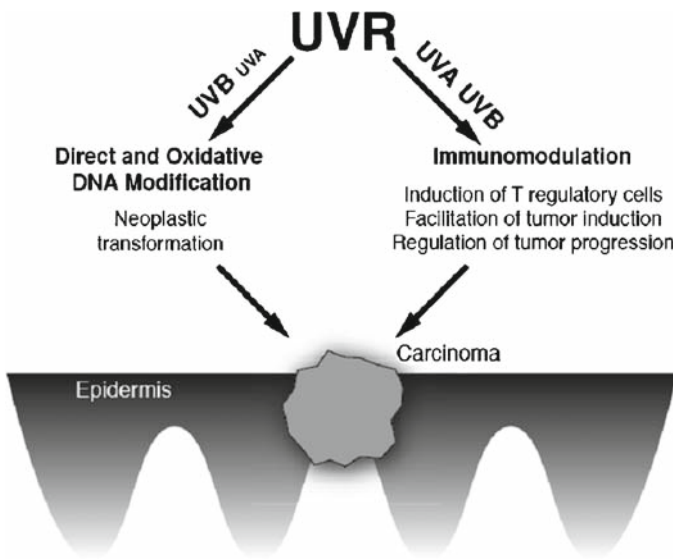 UVR
UVB UVA
UVA UVB
Direct and Oxidative
DNA Modification
Neoplastic
transformation
Immunomodulation
Induction of T regulatory cells
Facilitation of tumor induction
Regulation of tumor progression
Carcinoma
Epidermis